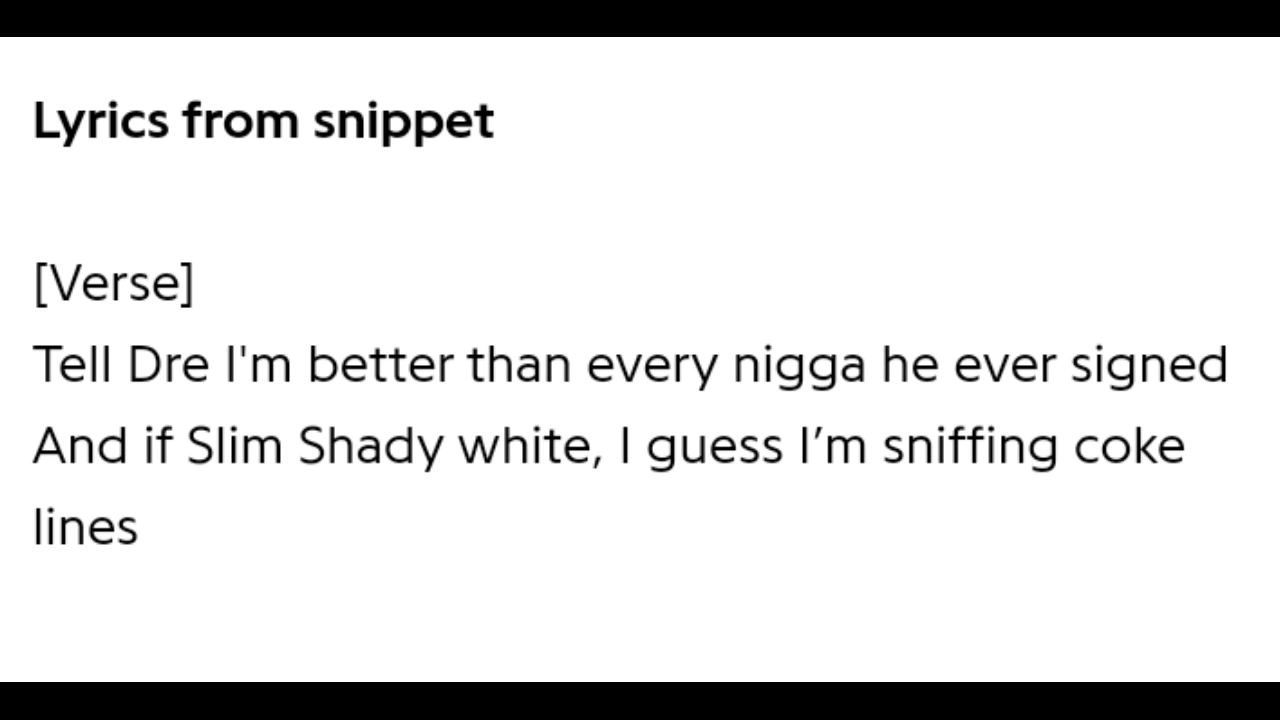 Lyrics from snippet
[Verse]
Tell Dre I'm better than every nigga he ever signed
And if Slim Shady white, I guess I’m sniffing coke
lines